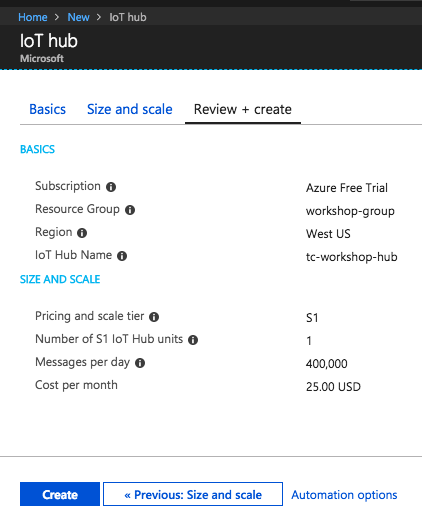 Home > New > IoT hub
IoT hub
Microsoft
Basics Size and scale Review + create
BASICS
Subscription Azure Free Trial
Resource Group workshop-group
Region West US
IoT Hub Name tc-workshop-hub
SIZE AND SCALE
Pricing and scale tier S1
Number of S1 IoT Hub units 1
Messages per day 400,000
Cost per month 25.00 USD
Create « Previous: Size and scale Automation options